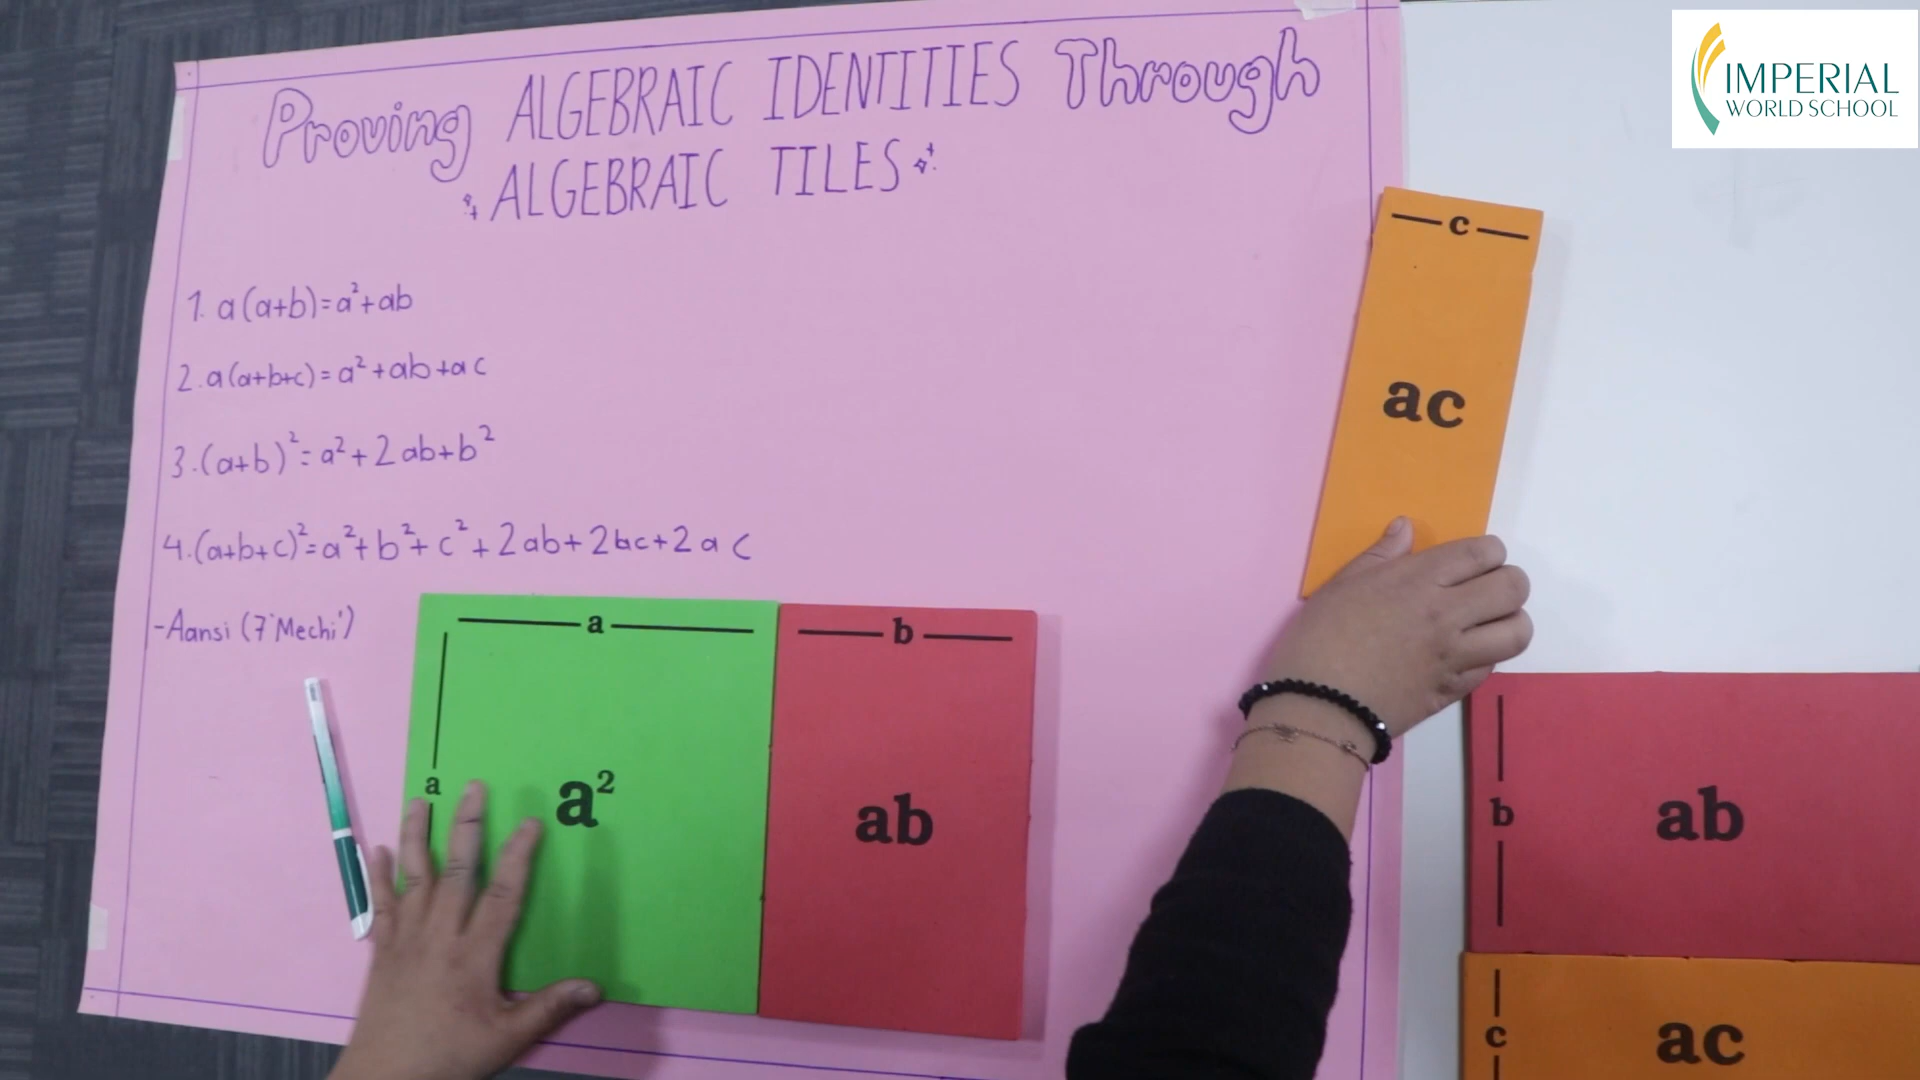 IMPERIAL
WORLD SCHOOL
Proving ALGEBRAIC IDENTITIES Through
ALGEBRAIC TILES
1. a(a+b)=a²+ab
2. a(a+b+c)=a²+ab+ac
3. (a+b)²=a²+2ab+b²
4. (a+b+c)²=a²+b²+c²+2ab+2bc+2ac
-Aansi (7'Mechi')
c
ac
a
b
a
a²
ab
b
ab
c
ac